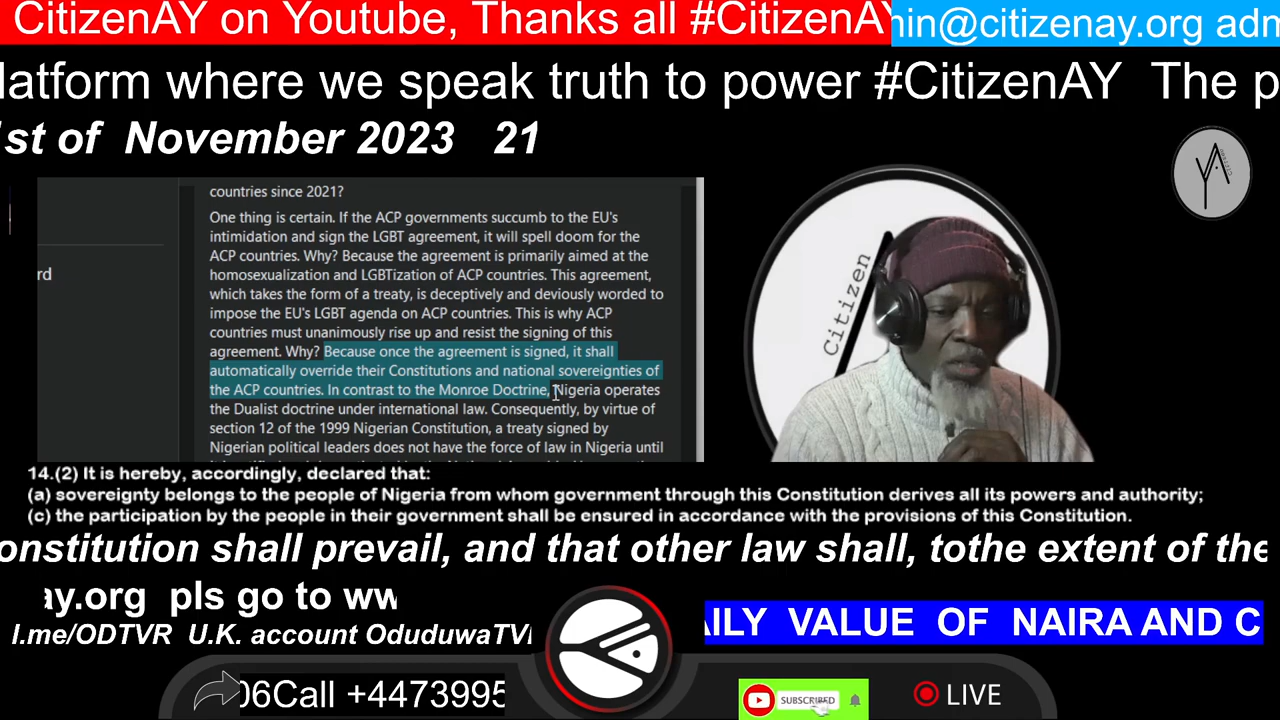 CitizenAY on Youtube, Thanks all #CitizenAY
min@citizenay.org adm
latform where we speak truth to power #CitizenAY The p
1st of November 2023 21
countries since 2021?
One thing is certain. If the ACP governments succumb to the EU's
intimidation and sign the LGBT agreement, it will spell doom for the
ACP countries. Why? Because the agreement is primarily aimed at the
homosexualization and LGBTization of ACP countries. This agreement,
which takes the form of a treaty, is deceptively and deviously worded to
impose the EU's LGBT agenda on ACP countries. This is why ACP
countries must unanimously rise up and resist the signing of this
agreement. Why? Because once the agreement is signed, it shall
automatically override their Constitutions and national sovereignties of
the ACP countries. In contrast to the Monroe Doctrine, Nigeria operates
the Dualist doctrine under international law. Consequently, by virtue of
section 12 of the 1999 Nigerian Constitution, a treaty signed by
Nigerian political leaders does not have the force of law in Nigeria until
rd
Citizen
14.(2) It is hereby, accordingly, declared that:
(a) sovereignty belongs to the people of Nigeria from whom government through this Constitution derives all its powers and authority;
(c) the participation by the people in their government shall be ensured in accordance with the provisions of this Constitution.
onstitution shall prevail, and that other law shall, tothe extent of the
ay.org pls go to ww
l.me/ODTVR U.K. account OduduwaTV
AILY VALUE OF NAIRA AND C
06Call +4473995
SUBSCRIBED
LIVE